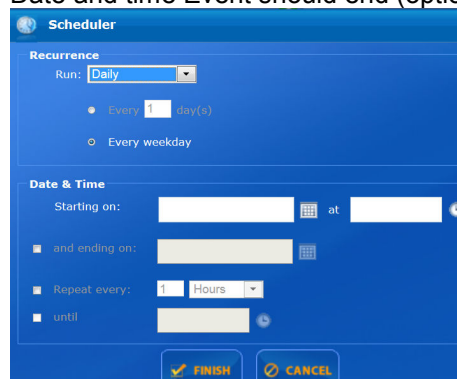 Date and time Event should end (optio
Scheduler
Recurrence
Run: Daily
Every 1 day(s)
Every weekday
Date & Time
Starting on: at
and ending on:
Repeat every: 1 Hours
until
FINISH CANCEL